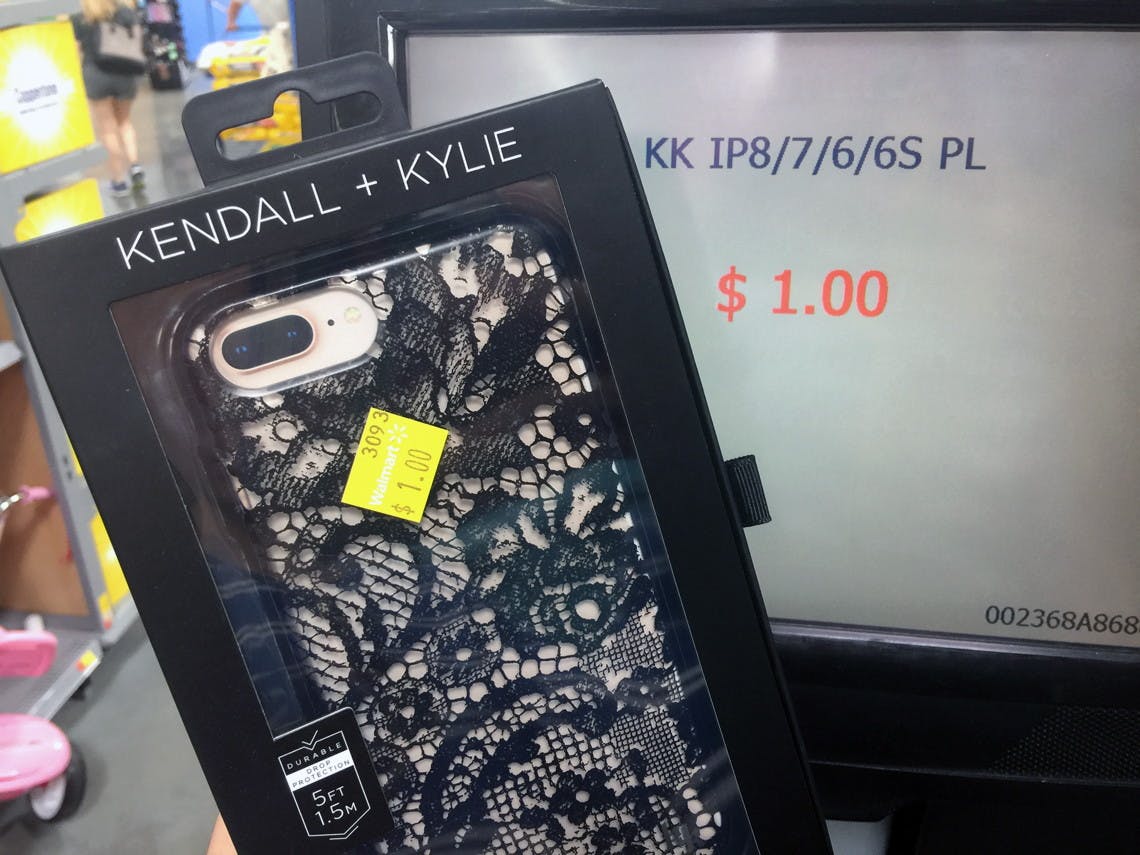 KENDALL + KYLIE
3093
Walmart
$ 1.00
DURABLE
DROP
PROTECTION
5FT
1.5M
KK IP8/7/6/6S PL
$ 1.00
002368A868
Coppertone